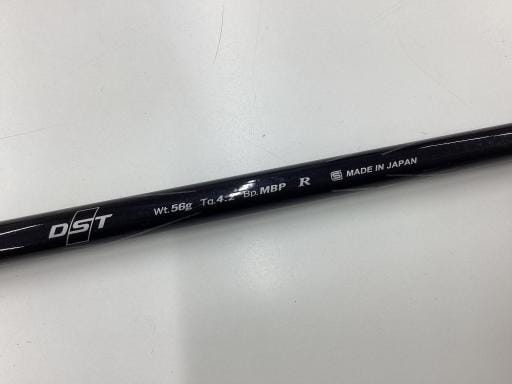 DST Wt.56g Tq.4.2 Bp.MBP R S MADE IN JAPAN